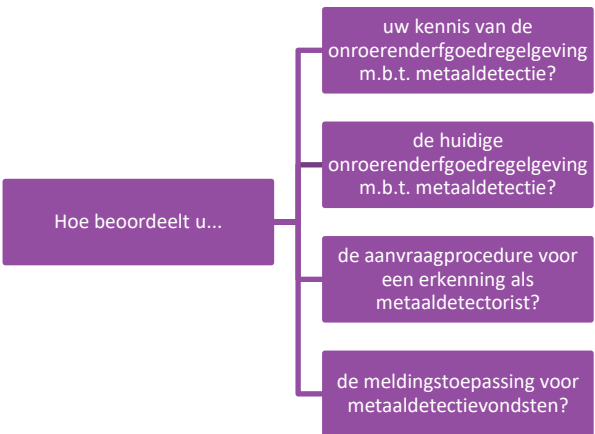 Hoe beoordeelt u...
uw kennis van de
onroerenderfgoedregelgeving
m.b.t. metaaldetectie?
de huidige
onroerenderfgoedregelgeving
m.b.t. metaaldetectie?
de aanvraagprocedure voor
een erkenning als
metaaldetectorist?
de meldingstoepassing voor
metaaldetectievondsten?